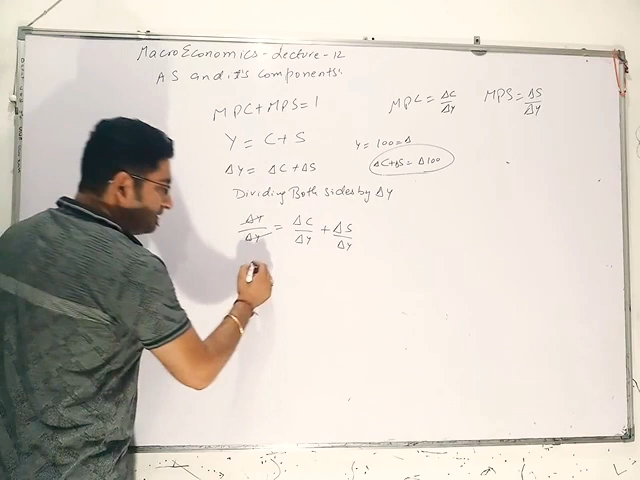 MacroEconomics - Lecture - 12
AS and it's components:
MPC + MPS = 1
MPC = ΔC/ΔY
MPS = ΔS/ΔY
Y = C + S
Y = 100 = Δ
ΔY = ΔC + ΔS
ΔC+ΔS = Δ100
Dividing Both sides by ΔY
ΔY/ΔY = ΔC/ΔY + ΔS/ΔY